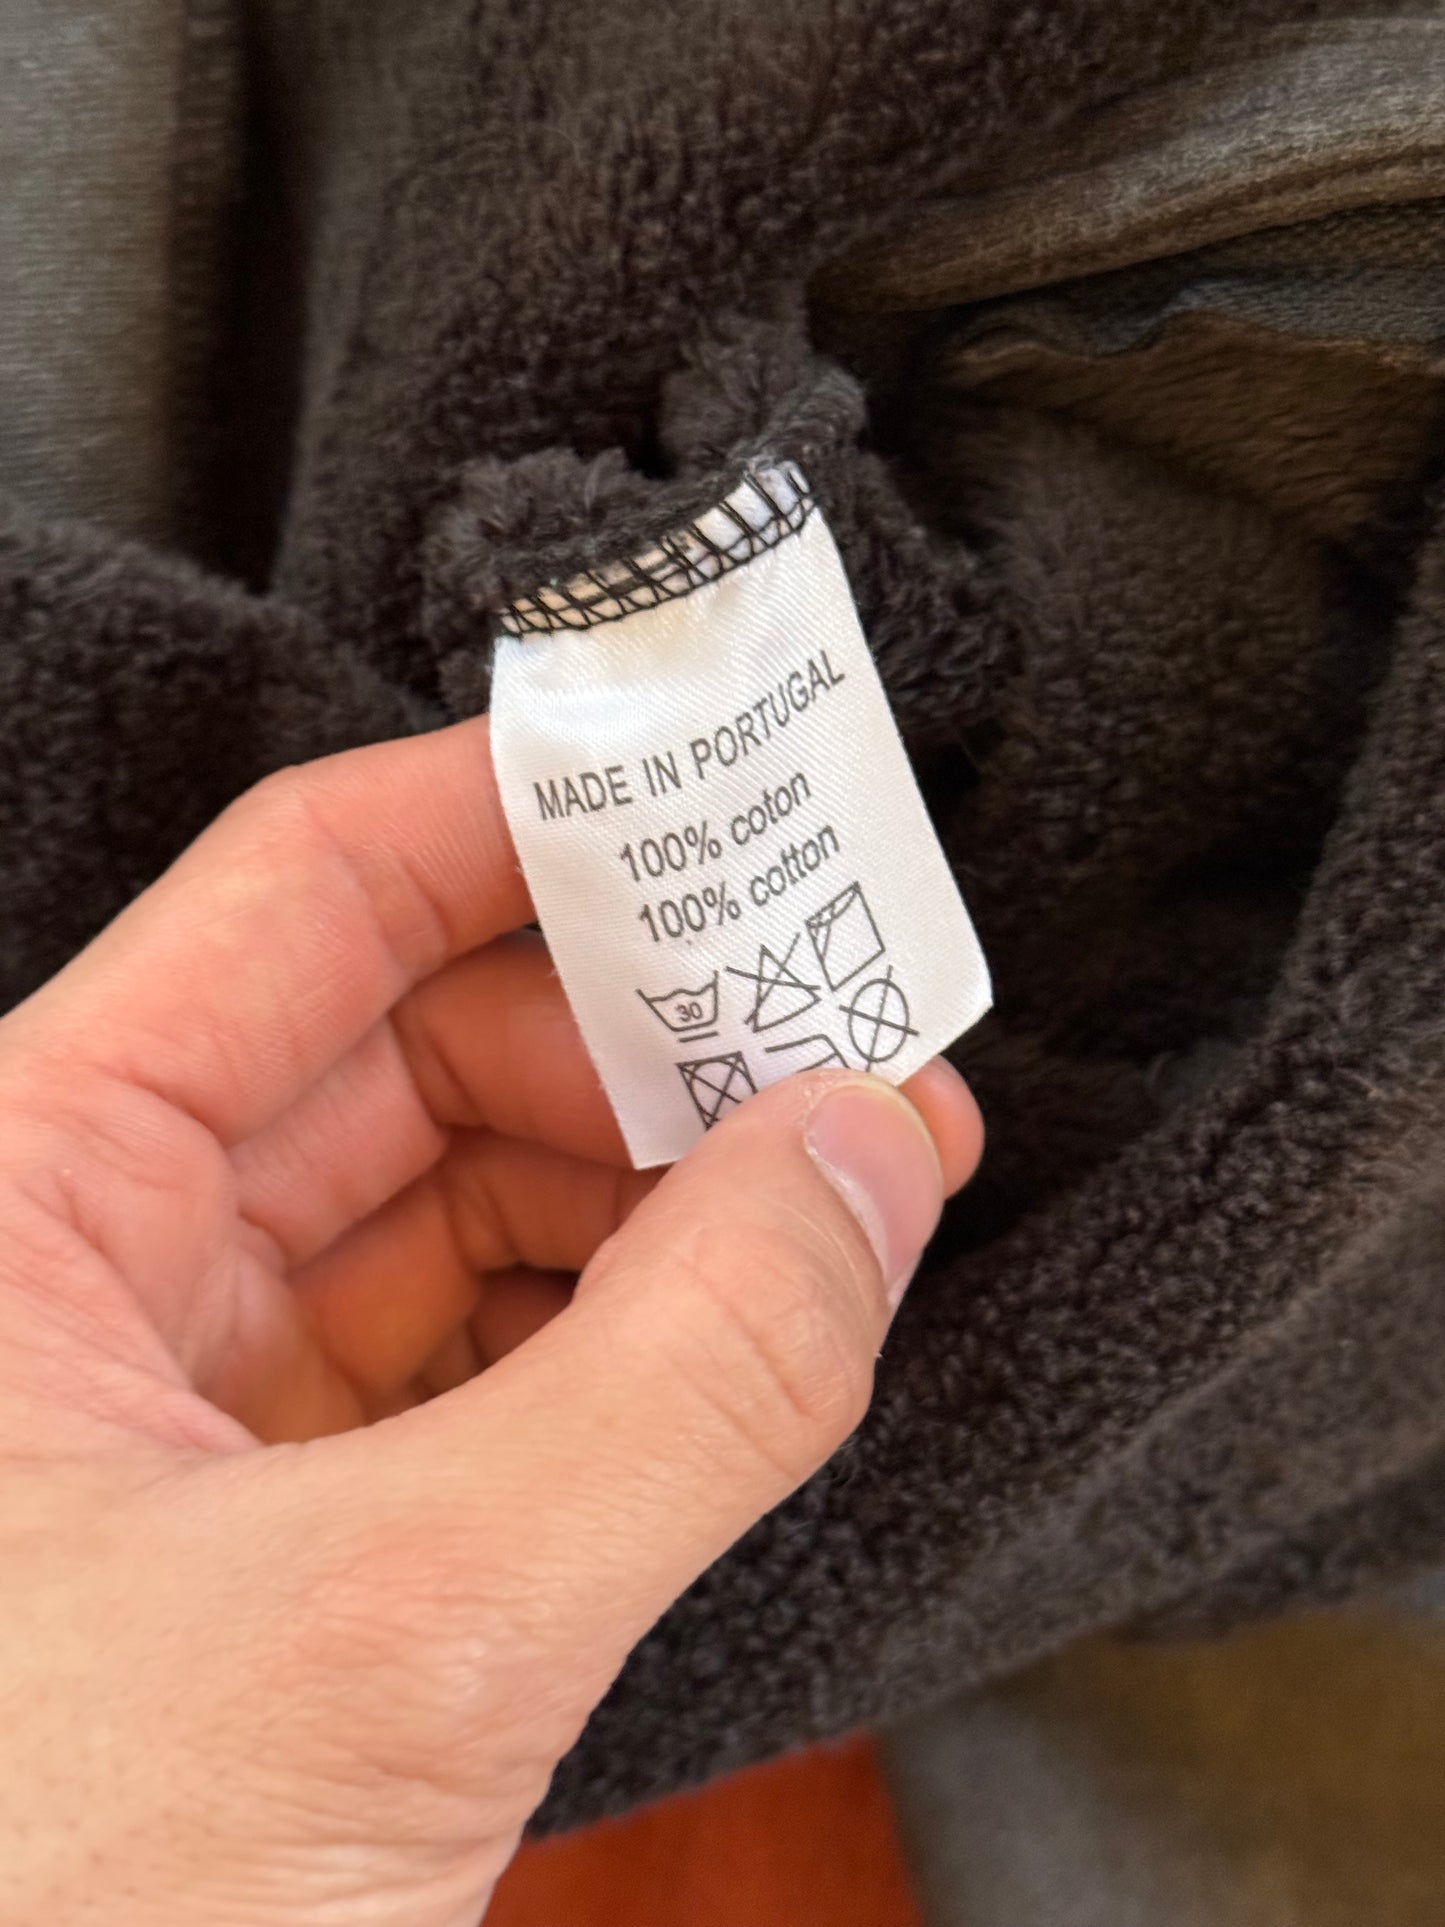 MADE IN PORTUGAL
100% coton
100% cotton
30